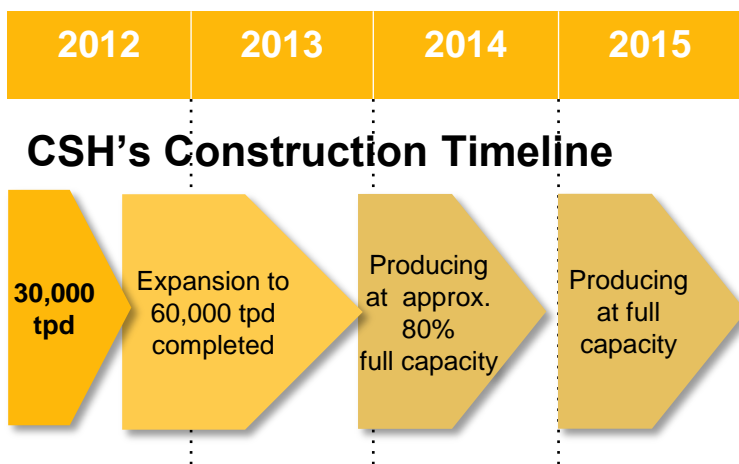 2012 2013 2014 2015
CSH's Construction Timeline
30,000
tpd
Expansion to
60,000 tpd
completed
Producing
at approx.
80%
full capacity
Producing
at full
capacity